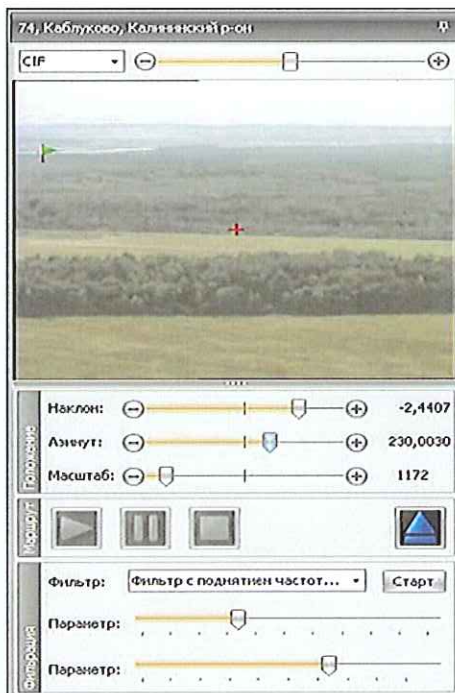 74, Каблуково, Калининский р-он
CIF
Наклон: -2,4407
Азимут: 230,0030
Масштаб: 1172
Положение
Маршрут
Фильтр: Фильтр с поднятием частот... Старт
Параметр:
Параметр:
Фильтрация